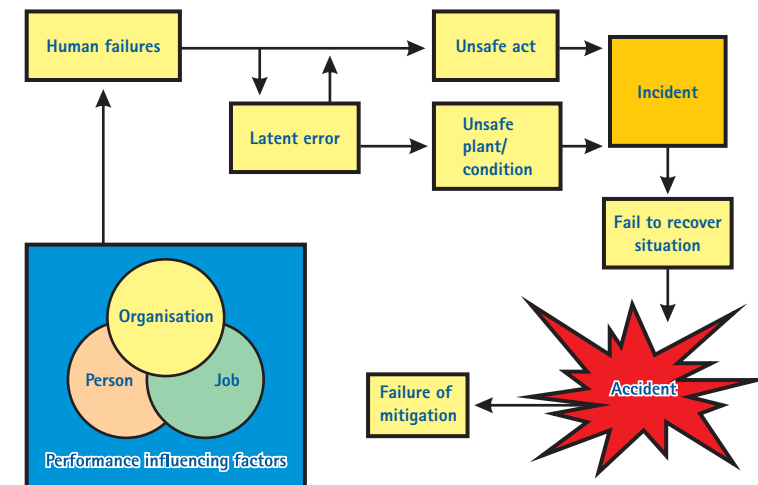 Human failures
Unsafe act
Incident
Latent error
Unsafe
plant/
condition
Fail to recover
situation
Organisation
Person
Job
Performance influencing factors
Failure of
mitigation
Accident